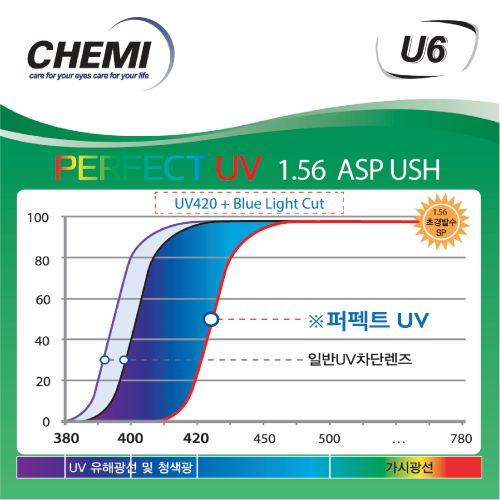 CHEMI
care for your eyes care for your life
U6
PERFECT UV 1.56 ASP USH
UV420 + Blue Light Cut
1.56
초경발수
SP
100
80
60
40
20
0
※퍼펙트 UV
일반UV차단렌즈
380 400 420 450 500 ... 780
UV 유해광선 및 청색광 가시광선